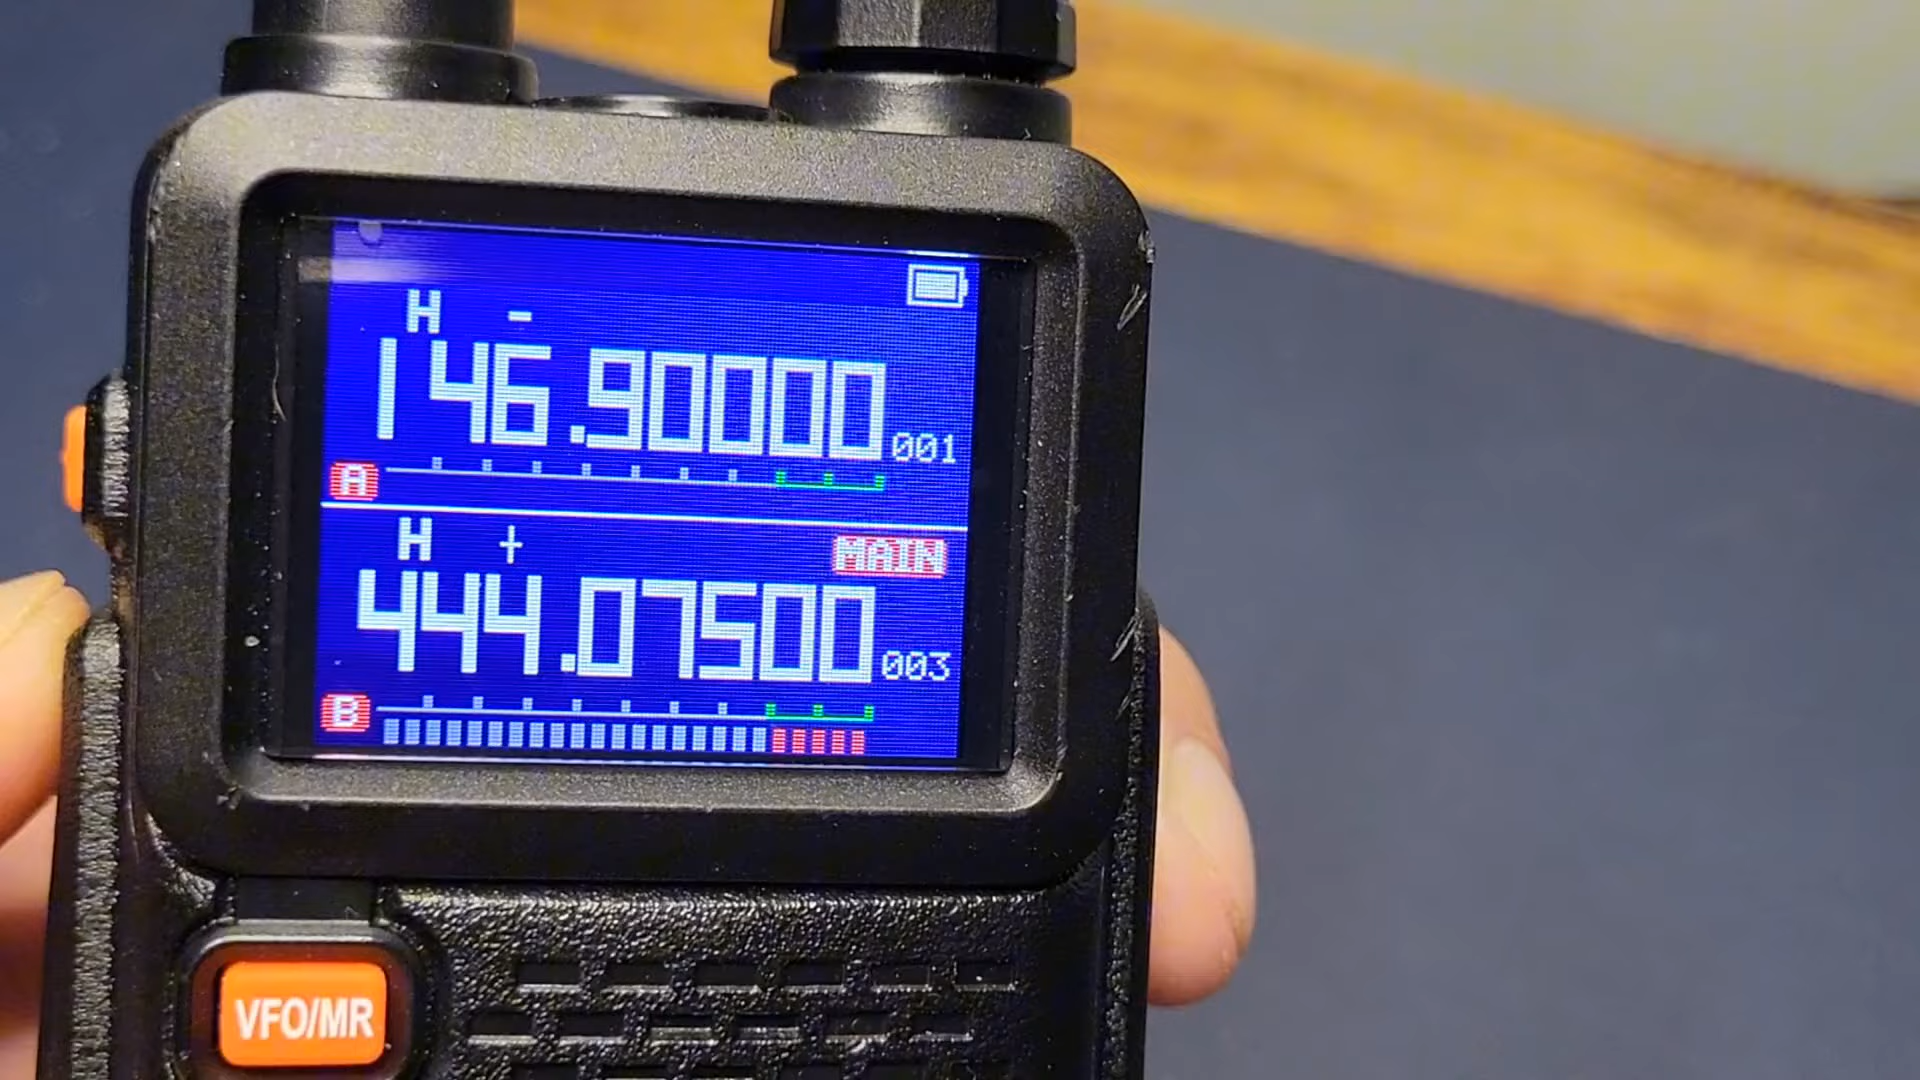 H -
146.90000 001
A
H + MAIN
444.07500 003
B
VFO/MR